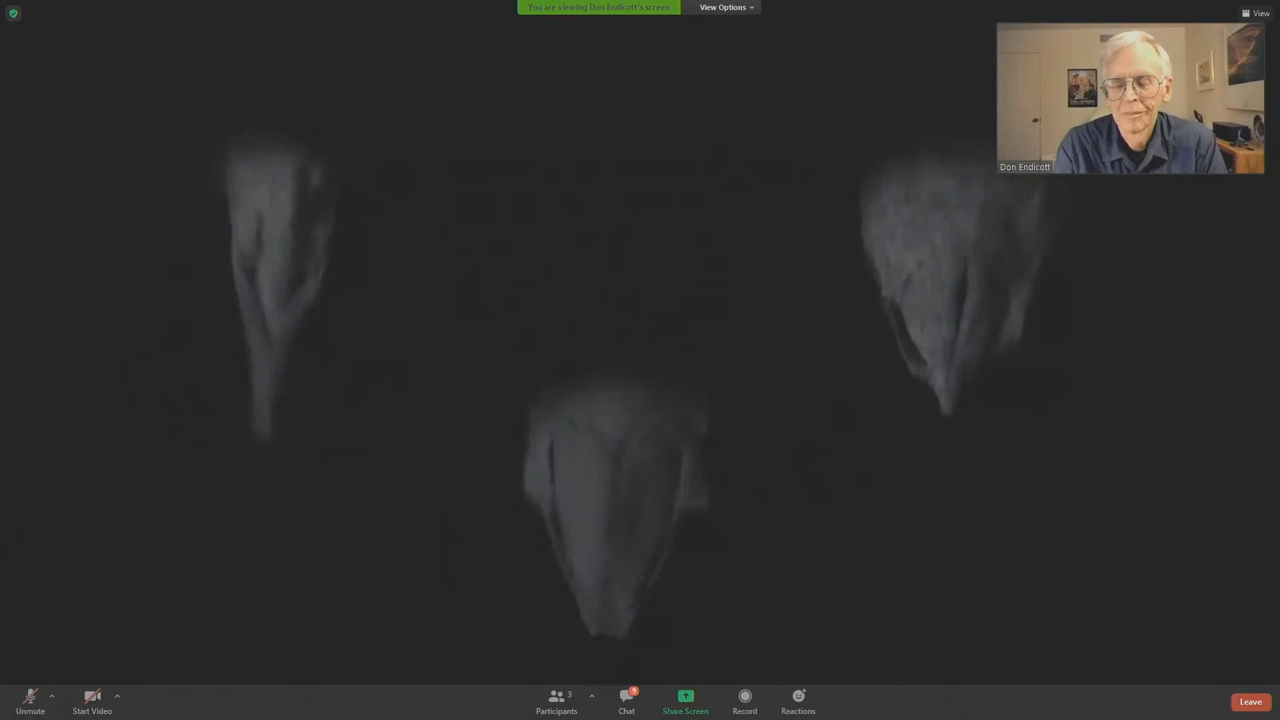 You are viewing Don Endicott's screen
View Options
View
Don Endicott
Unmute
Start Video
Participants
3
Chat
9
Share Screen
Record
Reactions
Leave